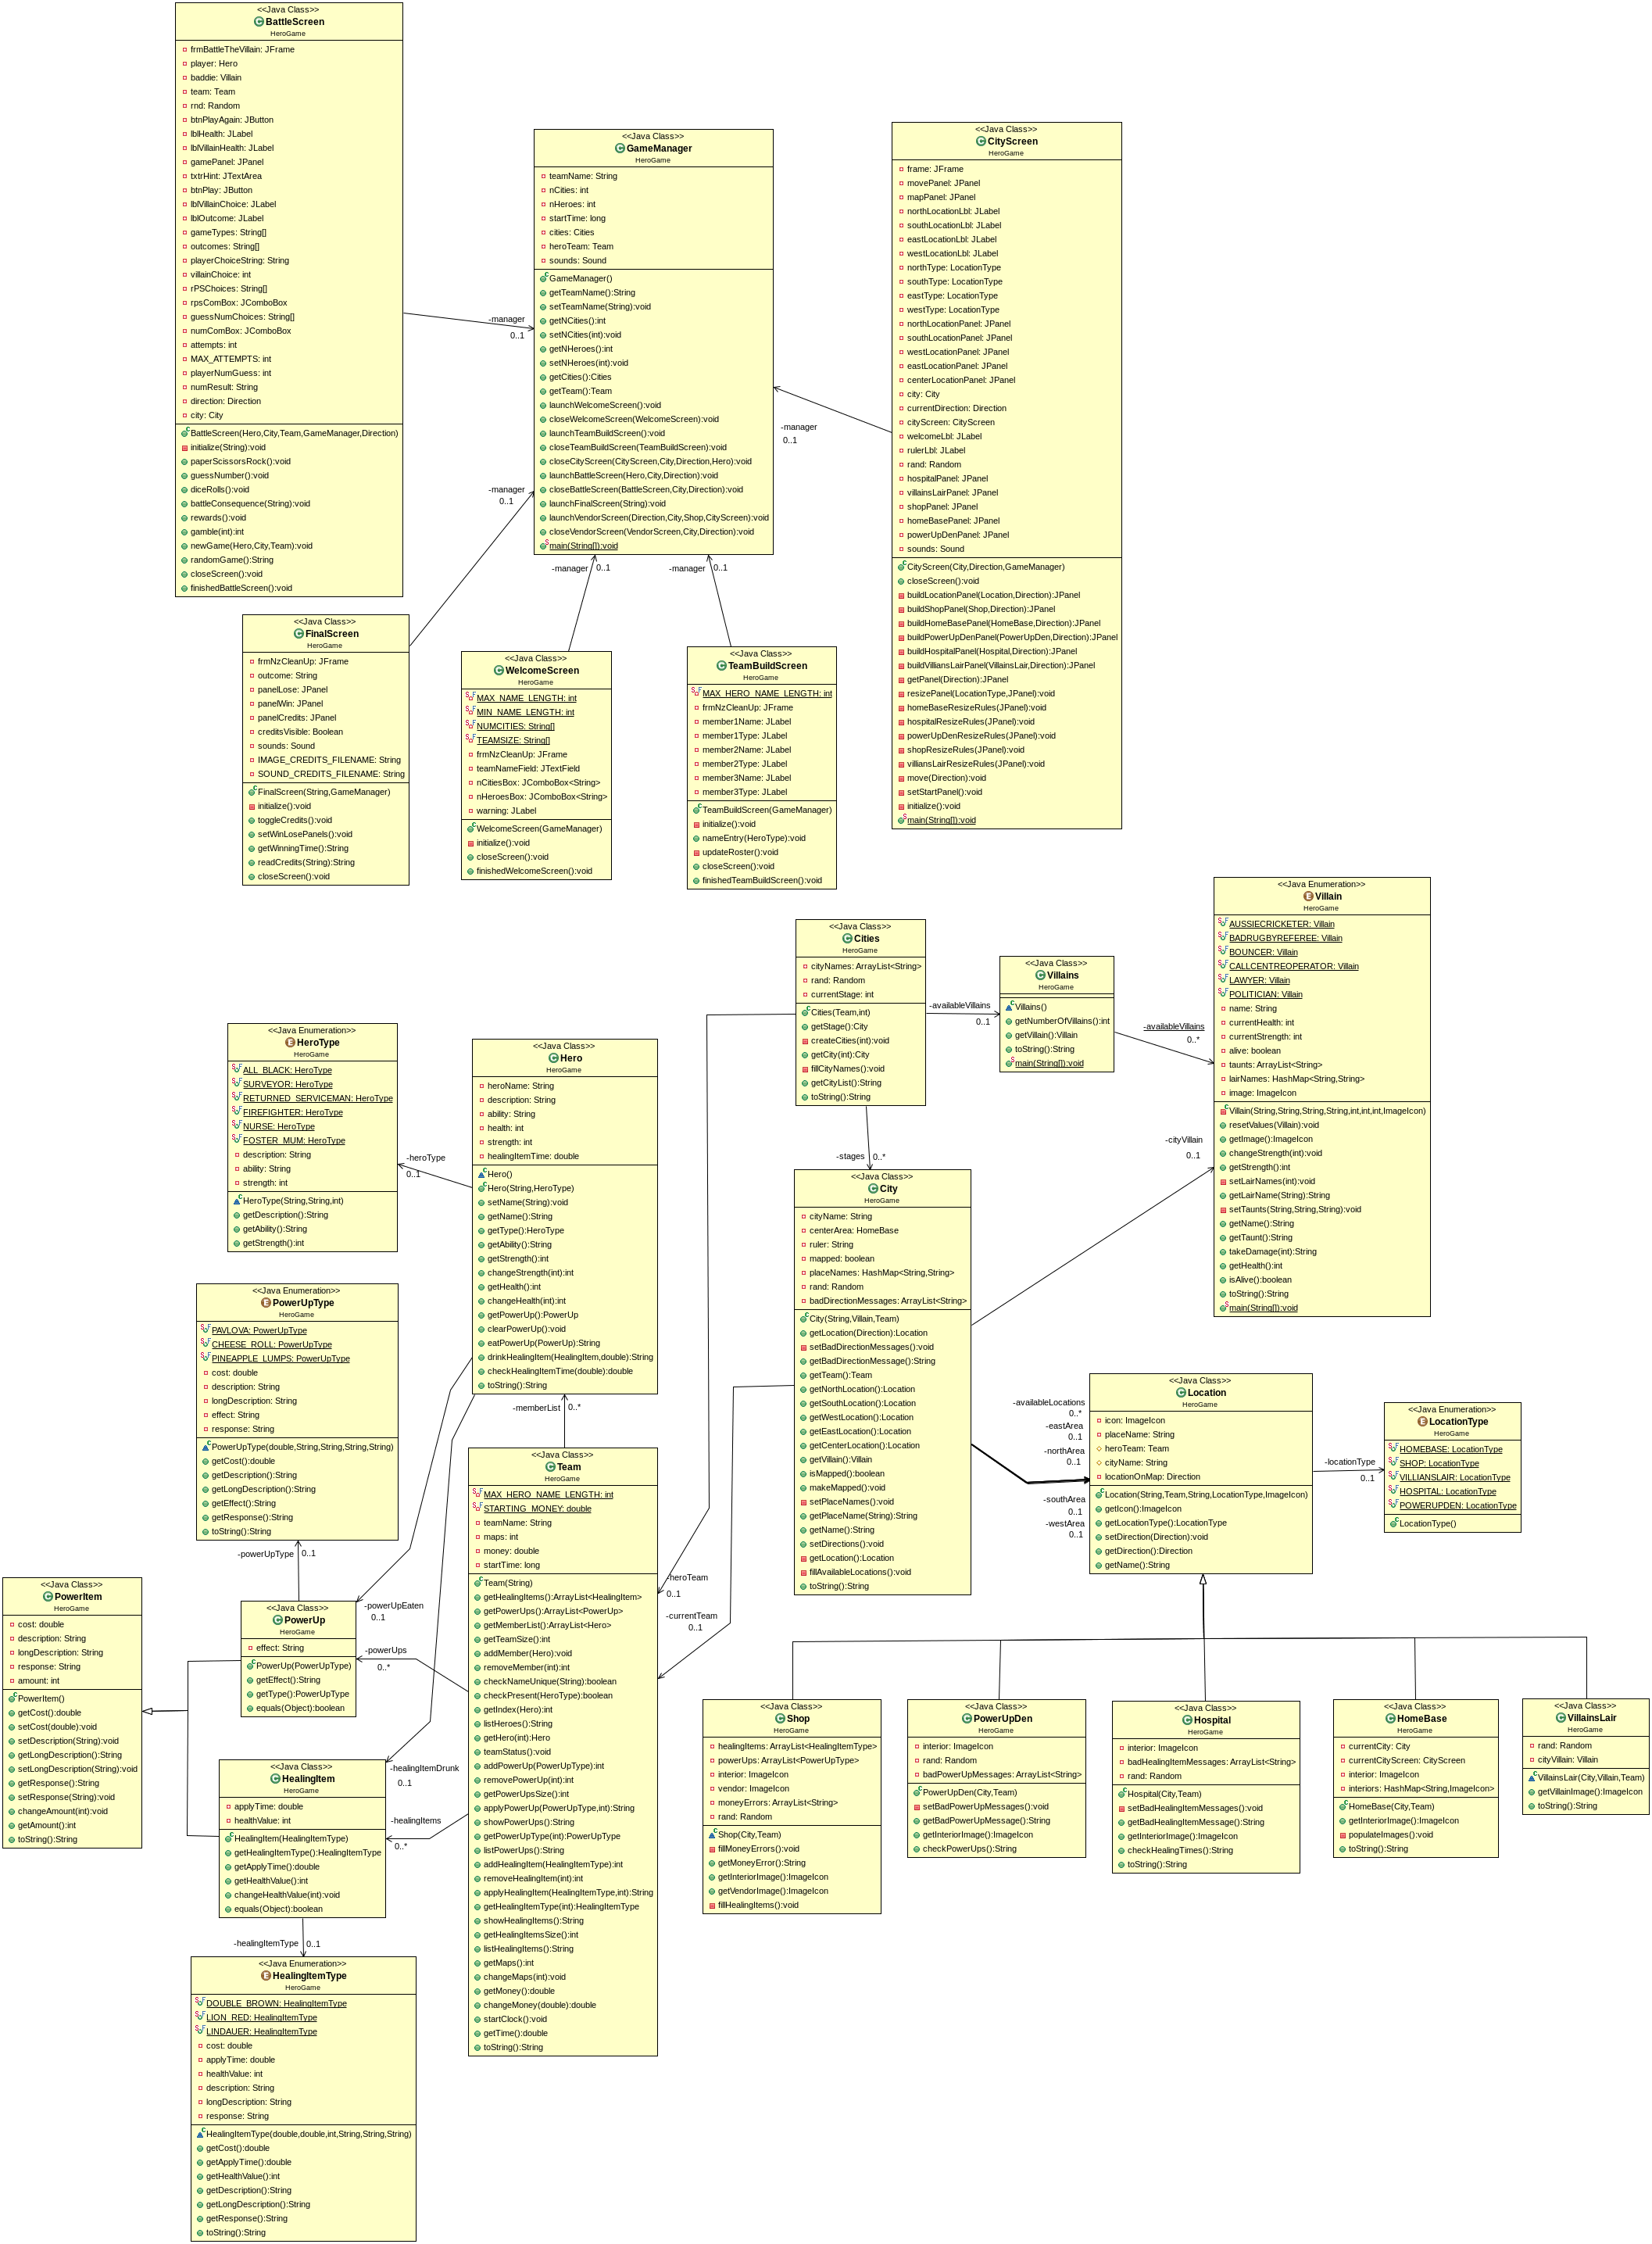 <<Java Class>>
BattleScreen
HeroGame
frmBattleTheVillain: JFrame
player: Hero
baddie: Villain
team: Team
rnd: Random
btnPlayAgain: JButton
lblHealth: JLabel
lblVillainHealth: JLabel
gamePanel: JPanel
txtrHint: JTextArea
btnPlay: JButton
lblVillainChoice: JLabel
lblOutcome: JLabel
gameTypes: String[]
outcomes: String[]
playerChoiceString: String
villainChoice: int
rPSChoices: String[]
rpsComBox: JComboBox
guessNumChoices: String[]
numComBox: JComboBox
attempts: int
MAX_ATTEMPTS: int
playerNumGuess: int
numResult: String
direction: Direction
city: City
BattleScreen(Hero,City,Team,GameManager,Direction)
initialize(String):void
paperScissorsRock():void
guessNumber():void
diceRolls():void
battleConsequence(String):void
rewards():void
gamble(int):int
newGame(Hero,City,Team):void
randomGame():String
closeScreen():void
finishedBattleScreen():void
<<Java Class>>
GameManager
HeroGame
teamName: String
nCities: int
nHeroes: int
startTime: long
cities: Cities
heroTeam: Team
sounds: Sound
GameManager()
getTeamName():String
setTeamName(String):void
getNCities():int
setNCities(int):void
getNHeroes():int
setNHeroes(int):void
getCities():Cities
getTeam():Team
launchWelcomeScreen():void
closeWelcomeScreen(WelcomeScreen):void
launchTeamBuildScreen():void
closeTeamBuildScreen(TeamBuildScreen):void
closeCityScreen(CityScreen,City,Direction,Hero):void
launchBattleScreen(Hero,City,Direction):void
closeBattleScreen(BattleScreen,City,Direction):void
launchFinalScreen(String):void
launchVendorScreen(Direction,City,Shop,CityScreen):void
closeVendorScreen(VendorScreen,City,Direction):void
main(String[]):void
<<Java Class>>
CityScreen
HeroGame
frame: JFrame
movePanel: JPanel
mapPanel: JPanel
northLocationLbl: JLabel
southLocationLbl: JLabel
eastLocationLbl: JLabel
westLocationLbl: JLabel
northType: LocationType
southType: LocationType
eastType: LocationType
westType: LocationType
northLocationPanel: JPanel
southLocationPanel: JPanel
westLocationPanel: JPanel
eastLocationPanel: JPanel
centerLocationPanel: JPanel
city: City
currentDirection: Direction
cityScreen: CityScreen
welcomeLbl: JLabel
rulerLbl: JLabel
rand: Random
hospitalPanel: JPanel
villainsLairPanel: JPanel
shopPanel: JPanel
homeBasePanel: JPanel
powerUpDenPanel: JPanel
sounds: Sound
CityScreen(City,Direction,GameManager)
closeScreen():void
buildLocationPanel(Location,Direction):JPanel
buildShopPanel(Shop,Direction):JPanel
buildHomeBasePanel(HomeBase,Direction):JPanel
buildPowerUpDenPanel(PowerUpDen,Direction):JPanel
buildHospitalPanel(Hospital,Direction):JPanel
buildVilliansLairPanel(VillainsLair,Direction):JPanel
getPanel(Direction):JPanel
resizePanel(LocationType,JPanel):void
homeBaseResizeRules(JPanel):void
hospitalResizeRules(JPanel):void
powerUpDenResizeRules(JPanel):void
shopResizeRules(JPanel):void
villiansLairResizeRules(JPanel):void
move(Direction):void
setStartPanel():void
initialize():void
main(String[]):void
-manager
0..1
-manager
0..1
-manager
0..1
-manager
0..1
-manager
0..1
<<Java Class>>
FinalScreen
HeroGame
frmNzCleanUp: JFrame
outcome: String
panelLose: JPanel
panelWin: JPanel
panelCredits: JPanel
creditsVisible: Boolean
sounds: Sound
IMAGE_CREDITS_FILENAME: String
SOUND_CREDITS_FILENAME: String
FinalScreen(String,GameManager)
initialize():void
toggleCredits():void
setWinLosePanels():void
getWinningTime():String
readCredits(String):String
closeScreen():void
<<Java Class>>
WelcomeScreen
HeroGame
MAX_NAME_LENGTH: int
MIN_NAME_LENGTH: int
NUMCITIES: String[]
TEAMSIZE: String[]
frmNzCleanUp: JFrame
teamNameField: JTextField
nCitiesBox: JComboBox<String>
nHeroesBox: JComboBox<String>
warning: JLabel
WelcomeScreen(GameManager)
initialize():void
closeScreen():void
finishedWelcomeScreen():void
<<Java Class>>
TeamBuildScreen
HeroGame
MAX_HERO_NAME_LENGTH: int
frmNzCleanUp: JFrame
member1Name: JLabel
member1Type: JLabel
member2Name: JLabel
member2Type: JLabel
member3Name: JLabel
member3Type: JLabel
TeamBuildScreen(GameManager)
initialize():void
nameEntry(HeroType):void
updateRoster():void
closeScreen():void
finishedTeamBuildScreen():void
<<Java Class>>
Cities
HeroGame
cityNames: ArrayList<String>
rand: Random
currentStage: int
Cities(Team,int)
getStage():City
createCities(int):void
getCity(int):City
fillCityNames():void
getCityList():String
toString():String
-availableVillains
0..1
<<Java Class>>
Villains
HeroGame
Villains()
getNumberOfVillains():int
getVillain():Villain
toString():String
main(String[]):void
-availableVillains
0..*
<<Java Enumeration>>
Villain
HeroGame
AUSSIECRICKETER: Villain
BADRUGBYREFEREE: Villain
BOUNCER: Villain
CALLCENTREOPERATOR: Villain
LAWYER: Villain
POLITICIAN: Villain
name: String
currentHealth: int
currentStrength: int
alive: boolean
taunts: ArrayList<String>
lairNames: HashMap<String,String>
image: ImageIcon
Villain(String,String,String,String,int,int,int,ImageIcon)
resetValues(Villain):void
getImage():ImageIcon
changeStrength(int):void
getStrength():int
setLairNames(int):void
getLairName(String):String
setTaunts(String,String,String):void
getName():String
getTaunt():String
takeDamage(int):String
getHealth():int
isAlive():boolean
toString():String
main(String[]):void
<<Java Enumeration>>
HeroType
HeroGame
ALL_BLACK: HeroType
SURVEYOR: HeroType
RETURNED_SERVICEMAN: HeroType
FIREFIGHTER: HeroType
NURSE: HeroType
FOSTER_MUM: HeroType
description: String
ability: String
strength: int
HeroType(String,String,int)
getDescription():String
getAbility():String
getStrength():int
-heroType
0..1
<<Java Class>>
Hero
HeroGame
heroName: String
description: String
ability: String
health: int
strength: int
healingItemTime: double
Hero()
Hero(String,HeroType)
setName(String):void
getName():String
getType():HeroType
getAbility():String
getStrength():int
changeStrength(int):int
getHealth():int
changeHealth(int):int
getPowerUp():PowerUp
clearPowerUp():void
eatPowerUp(PowerUp):String
drinkHealingItem(HealingItem,double):String
checkHealingItemTime(double):double
toString():String
-stages
0..*
-cityVillain
0..1
<<Java Class>>
City
HeroGame
cityName: String
centerArea: HomeBase
ruler: String
mapped: boolean
placeNames: HashMap<String,String>
rand: Random
badDirectionMessages: ArrayList<String>
City(String,Villain,Team)
getLocation(Direction):Location
setBadDirectionMessages():void
getBadDirectionMessage():String
getTeam():Team
getNorthLocation():Location
getSouthLocation():Location
getWestLocation():Location
getEastLocation():Location
getCenterLocation():Location
getVillain():Villain
isMapped():boolean
makeMapped():void
setPlaceNames():void
getPlaceName(String):String
getName():String
setDirections():void
getLocation():Location
fillAvailableLocations():void
toString():String
<<Java Enumeration>>
PowerUpType
HeroGame
PAVLOVA: PowerUpType
CHEESE_ROLL: PowerUpType
PINEAPPLE_LUMPS: PowerUpType
cost: double
description: String
longDescription: String
effect: String
response: String
PowerUpType(double,String,String,String,String)
getCost():double
getDescription():String
getLongDescription():String
getEffect():String
getResponse():String
toString():String
-powerUpType
0..1
-memberList
0..*
-availableLocations
0..*
-eastArea
0..1
-northArea
0..1
-southArea
0..1
-westArea
0..1
<<Java Class>>
Location
HeroGame
icon: ImageIcon
placeName: String
heroTeam: Team
cityName: String
locationOnMap: Direction
Location(String,Team,String,LocationType,ImageIcon)
getIcon():ImageIcon
getLocationType():LocationType
setDirection(Direction):void
getDirection():Direction
getName():String
-locationType
0..1
<<Java Enumeration>>
LocationType
HeroGame
HOMEBASE: LocationType
SHOP: LocationType
VILLIANSLAIR: LocationType
HOSPITAL: LocationType
POWERUPDEN: LocationType
LocationType()
<<Java Class>>
Team
HeroGame
MAX_HERO_NAME_LENGTH: int
STARTING_MONEY: double
teamName: String
maps: int
money: double
startTime: long
Team(String)
getHealingItems():ArrayList<HealingItem>
getPowerUps():ArrayList<PowerUp>
getMemberList():ArrayList<Hero>
getTeamSize():int
addMember(Hero):void
removeMember(int):int
checkNameUnique(String):boolean
checkPresent(HeroType):boolean
getIndex(Hero):int
listHeroes():String
getHero(int):Hero
teamStatus():void
addPowerUp(PowerUpType):int
removePowerUp(int):int
getPowerUpsSize():int
applyPowerUp(PowerUpType,int):String
showPowerUps():String
getPowerUpType(int):PowerUpType
listPowerUps():String
addHealingItem(HealingItemType):int
removeHealingItem(int):int
applyHealingItem(HealingItemType,int):String
getHealingItemType(int):HealingItemType
showHealingItems():String
getHealingItemsSize():int
listHealingItems():String
getMaps():int
changeMaps(int):void
getMoney():double
changeMoney(double):double
startClock():void
getTime():double
toString():String
-heroTeam
0..1
-currentTeam
0..1
<<Java Class>>
PowerItem
HeroGame
cost: double
description: String
longDescription: String
response: String
amount: int
PowerItem()
getCost():double
setCost(double):void
setDescription(String):void
getLongDescription():String
setLongDescription(String):void
getResponse():String
setResponse(String):void
changeAmount(int):void
getAmount():int
toString():String
<<Java Class>>
PowerUp
HeroGame
effect: String
PowerUp(PowerUpType)
getEffect():String
getType():PowerUpType
equals(Object):boolean
-powerUpEaten
0..1
-powerUps
0..*
<<Java Class>>
HealingItem
HeroGame
applyTime: double
healthValue: int
HealingItem(HealingItemType)
getHealingItemType():HealingItemType
getApplyTime():double
getHealthValue():int
changeHealthValue(int):void
equals(Object):boolean
-healingItemDrunk
0..1
-healingItems
0..*
-healingItemType
0..1
<<Java Enumeration>>
HealingItemType
HeroGame
DOUBLE_BROWN: HealingItemType
LION_RED: HealingItemType
LINDAUER: HealingItemType
cost: double
applyTime: double
healthValue: int
description: String
longDescription: String
response: String
HealingItemType(double,double,int,String,String,String)
getCost():double
getApplyTime():double
getHealthValue():int
getDescription():String
getLongDescription():String
getResponse():String
toString():String
<<Java Class>>
Shop
HeroGame
healingItems: ArrayList<HealingItemType>
powerUps: ArrayList<PowerUpType>
interior: ImageIcon
vendor: ImageIcon
moneyErrors: ArrayList<String>
rand: Random
Shop(City,Team)
fillMoneyErrors():void
getMoneyError():String
getInteriorImage():ImageIcon
getVendorImage():ImageIcon
fillHealingItems():void
<<Java Class>>
PowerUpDen
HeroGame
interior: ImageIcon
rand: Random
badPowerUpMessages: ArrayList<String>
PowerUpDen(City,Team)
setBadPowerUpMessages():void
getBadPowerUpMessage():String
getInteriorImage():ImageIcon
checkPowerUps():String
<<Java Class>>
Hospital
HeroGame
interior: ImageIcon
badHealingItemMessages: ArrayList<String>
rand: Random
Hospital(City,Team)
setBadHealingItemMessages():void
getBadHealingItemMessage():String
getInteriorImage():ImageIcon
checkHealingTimes():String
toString():String
<<Java Class>>
HomeBase
HeroGame
currentCity: City
currentCityScreen: CityScreen
interior: ImageIcon
interiors: HashMap<String,ImageIcon>
HomeBase(City,Team)
getInteriorImage():ImageIcon
populateImages():void
toString():String
<<Java Class>>
VillainsLair
HeroGame
rand: Random
cityVillain: Villain
VillainsLair(City,Villain,Team)
getVillainImage():ImageIcon
toString():String